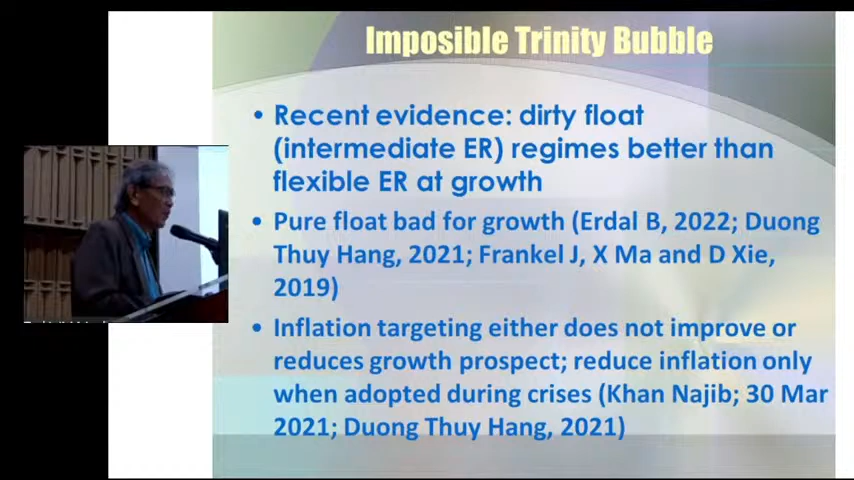 Imposible Trinity Bubble
• Recent evidence: dirty float
(intermediate ER) regimes better than
flexible ER at growth
• Pure float bad for growth (Erdal B, 2022; Duong
Thuy Hang, 2021; Frankel J, X Ma and D Xie,
2019)
• Inflation targeting either does not improve or
reduces growth prospect; reduce inflation only
when adopted during crises (Khan Najib; 30 Mar
2021; Duong Thuy Hang, 2021)